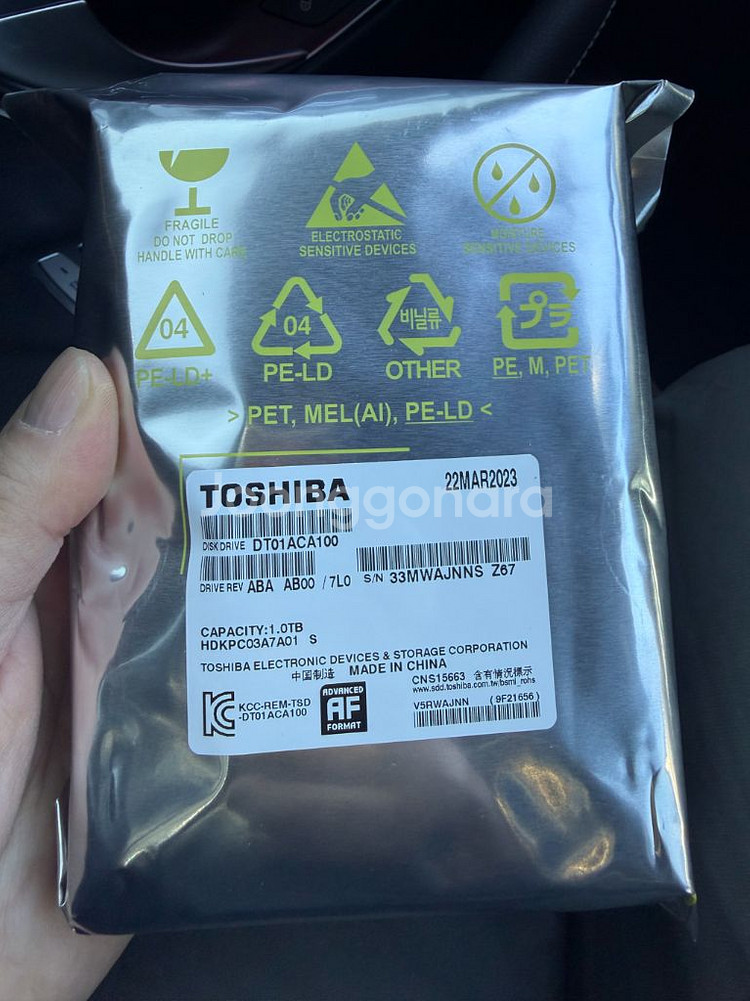 FRAGILE
DO NOT DROP
HANDLE WITH CARE
ELECTROSTATIC
SENSITIVE DEVICES
MOISTURE
SENSITIVE DEVICES
04
PE-LD+
04
PE-LD
비닐류
OTHER
プラ
PE, M, PET
> PET, MEL(Al), PE-LD <
Joonggonara
TOSHIBA
22MAR2023
DISK DRIVE DT01ACA100
DRIVE REV ABA AB00 / 7L0
S/N 33MWAJNNS Z67
CAPACITY:1.0TB
HDKPC03A7A01 S
TOSHIBA ELECTRONIC DEVICES & STORAGE CORPORATION
中国制造 MADE IN CHINA
KCC-REM-TSD
-DT01ACA100
ADVANCED
AF
FORMAT
CNS15663 含有情況標示
www.sdd.toshiba.com.tw/bsmi_rohs
V5RWAJNN (9F21656)